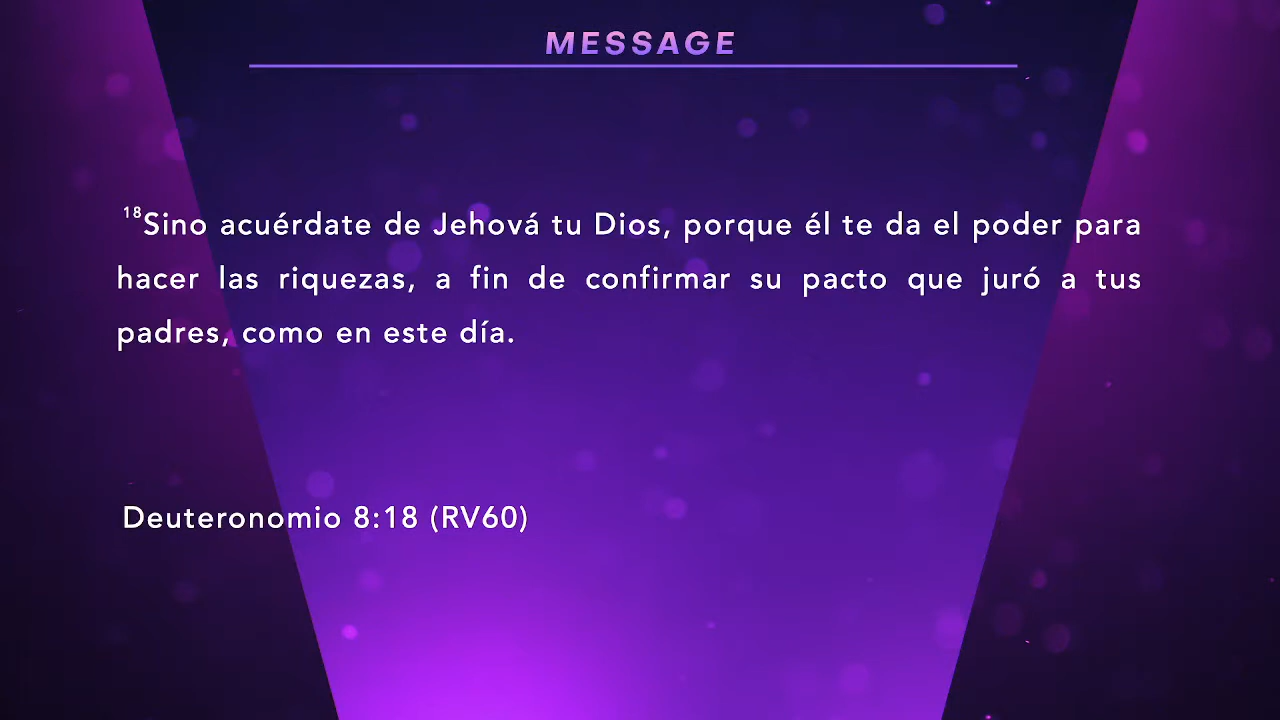 MESSAGE
18Sino acuérdate de Jehová tu Dios, porque él te da el poder para
hacer las riquezas, a fin de confirmar su pacto que juró a tus
padres, como en este día.
Deuteronomio 8:18 (RV60)